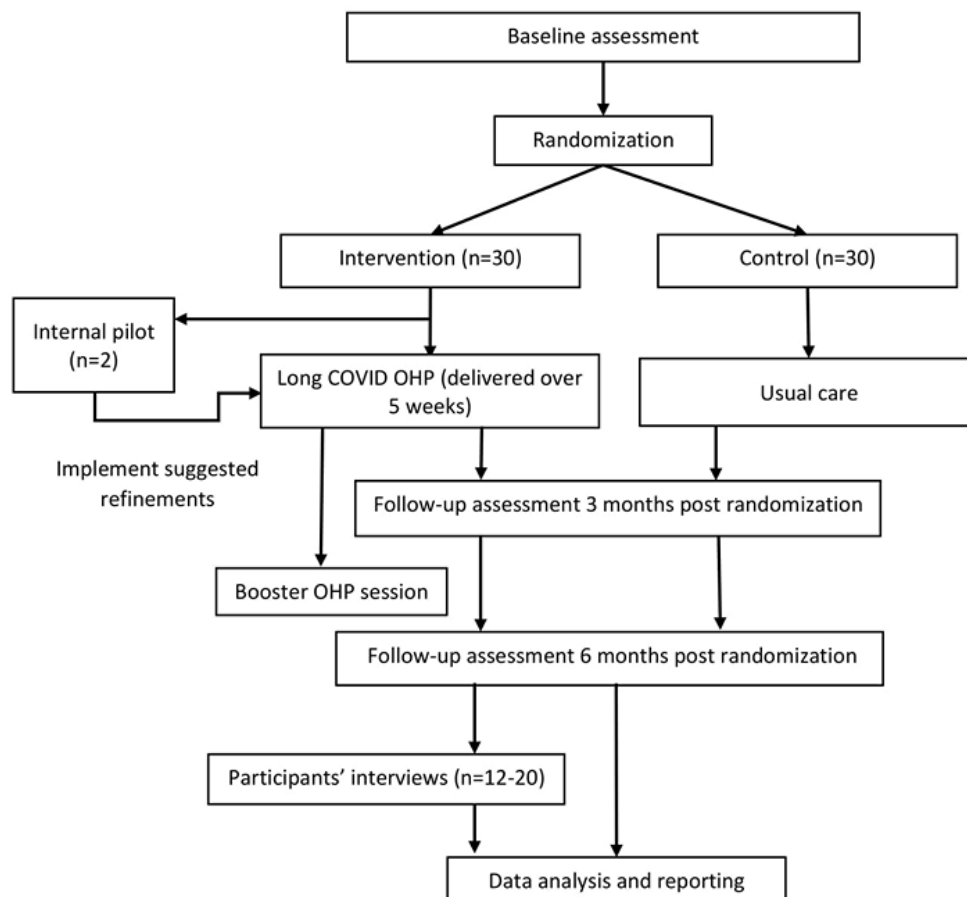 Baseline assessment
Randomization
Intervention (n=30)
Control (n=30)
Internal pilot
(n=2)
Long COVID OHP (delivered over
5 weeks)
Usual care
Implement suggested
refinements
Follow-up assessment 3 months post randomization
Booster OHP session
Follow-up assessment 6 months post randomization
Participants’ interviews (n=12-20)
Data analysis and reporting